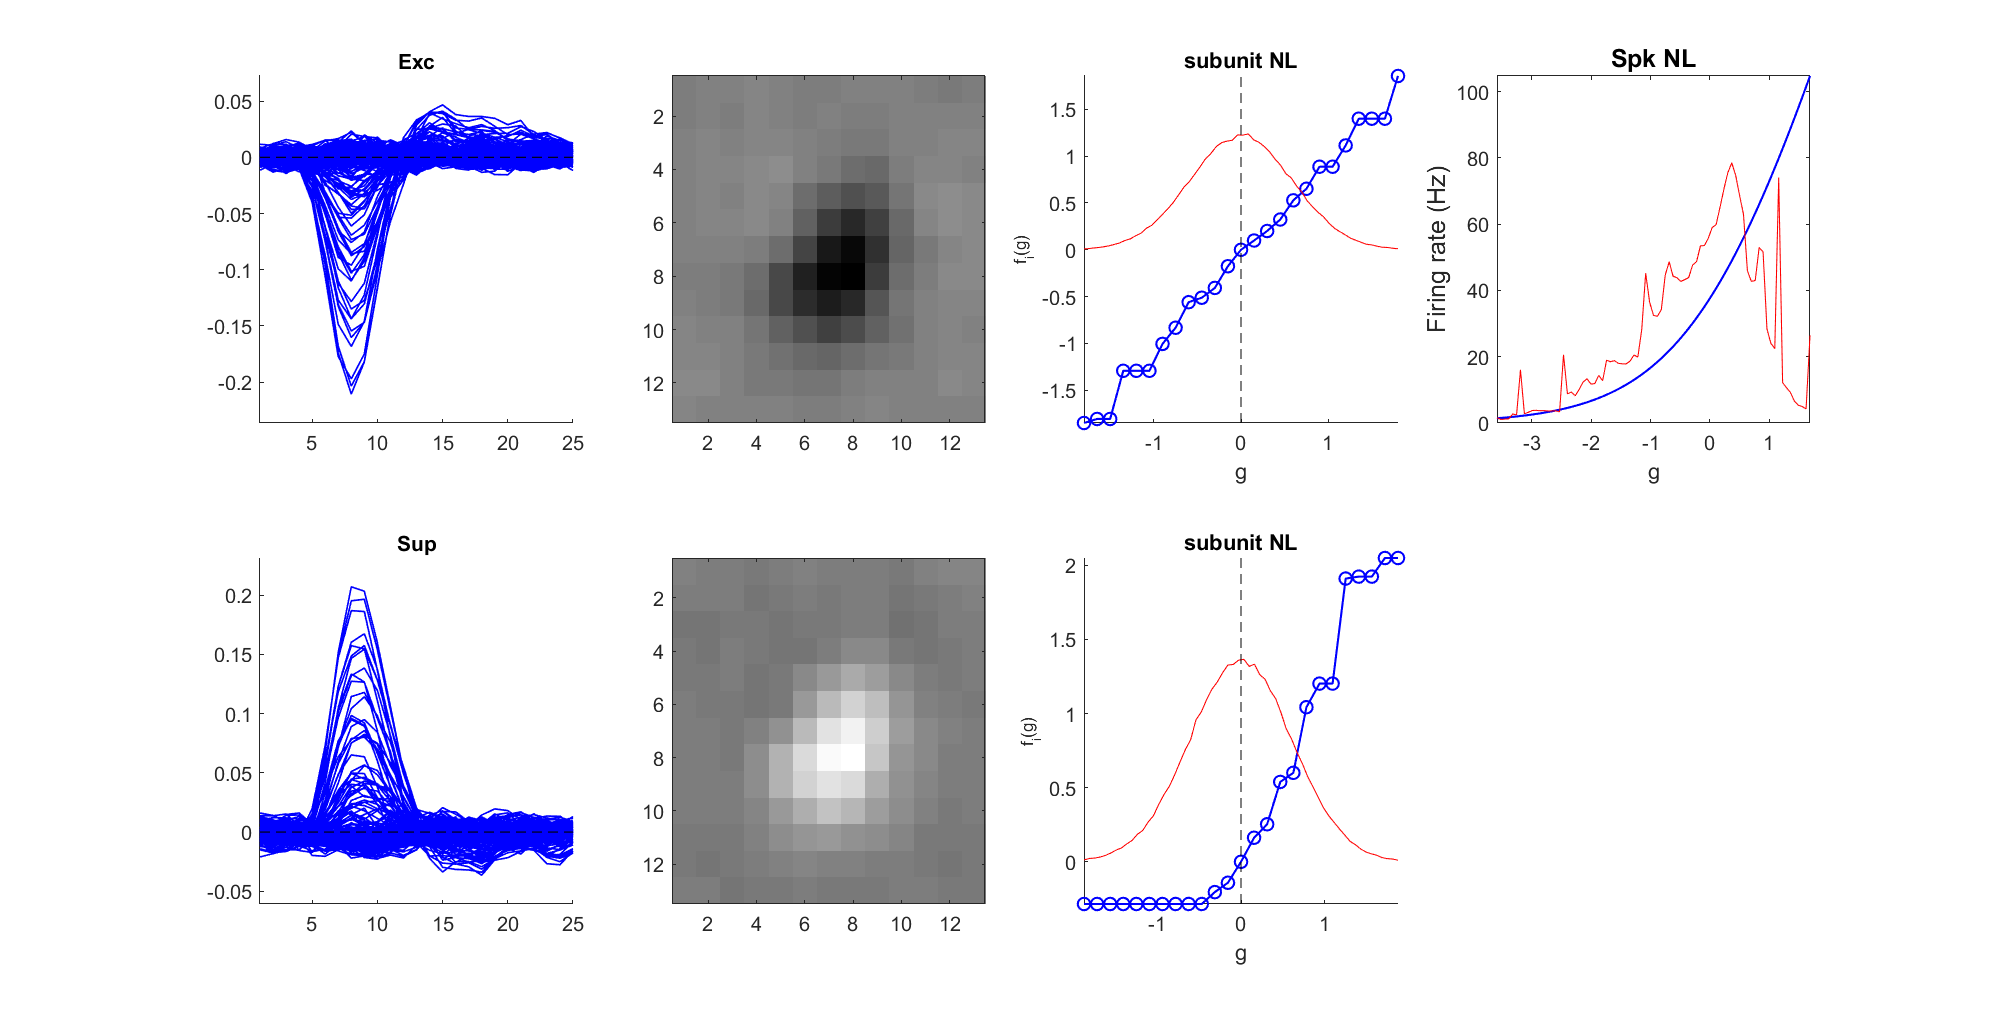 Exc
0.05
0
-0.05
-0.1
-0.15
-0.2
5 10 15 20 25
2
4
6
8
10
12
2 4 6 8 10 12
subunit NL
f_i(g)
1.5
1
0.5
0
-0.5
-1
-1.5
-1 0 1
g
Spk NL
Firing rate (Hz)
100
80
60
40
20
0
-3 -2 -1 0 1
g
Sup
0.2
0.15
0.1
0.05
0
-0.05
5 10 15 20 25
2
4
6
8
10
12
2 4 6 8 10 12
subunit NL
f_i(g)
2
1.5
1
0.5
0
-1 0 1
g